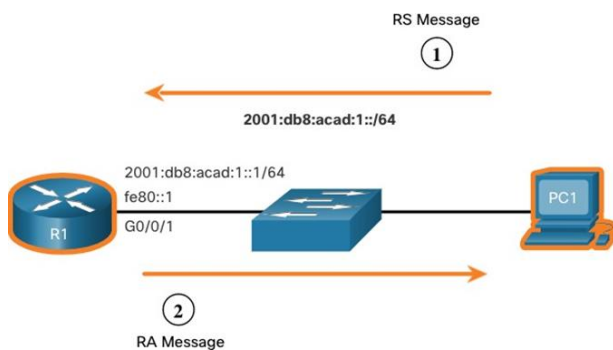 RS Message
1
2001:db8:acad:1::/64
2001:db8:acad:1::1/64
fe80::1
R1
G0/0/1
PC1
2
RA Message